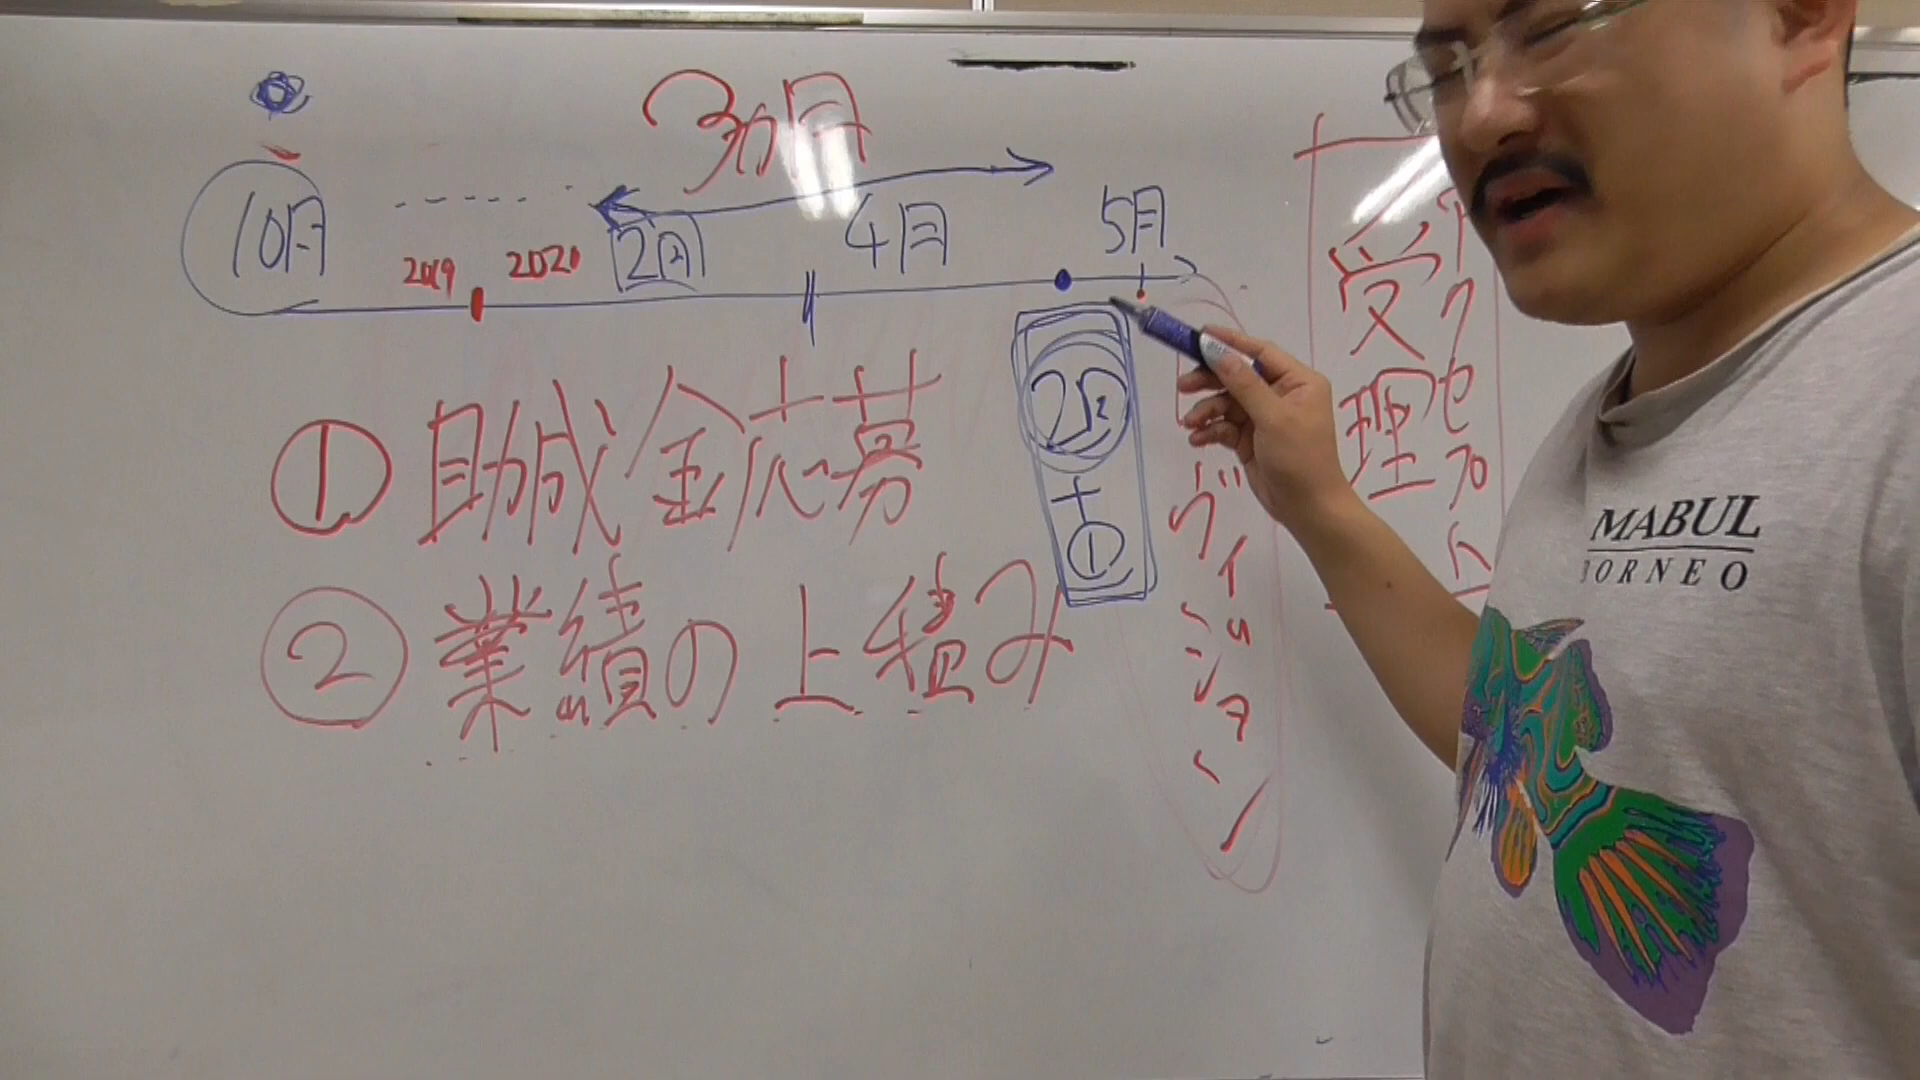 3カ月
10月
2019
2020
2月
4月
5月
① 助成金応募
② 業績の上積み
+
①
ヴィジョン
受理
アクセプト
MABUL
BORNEO